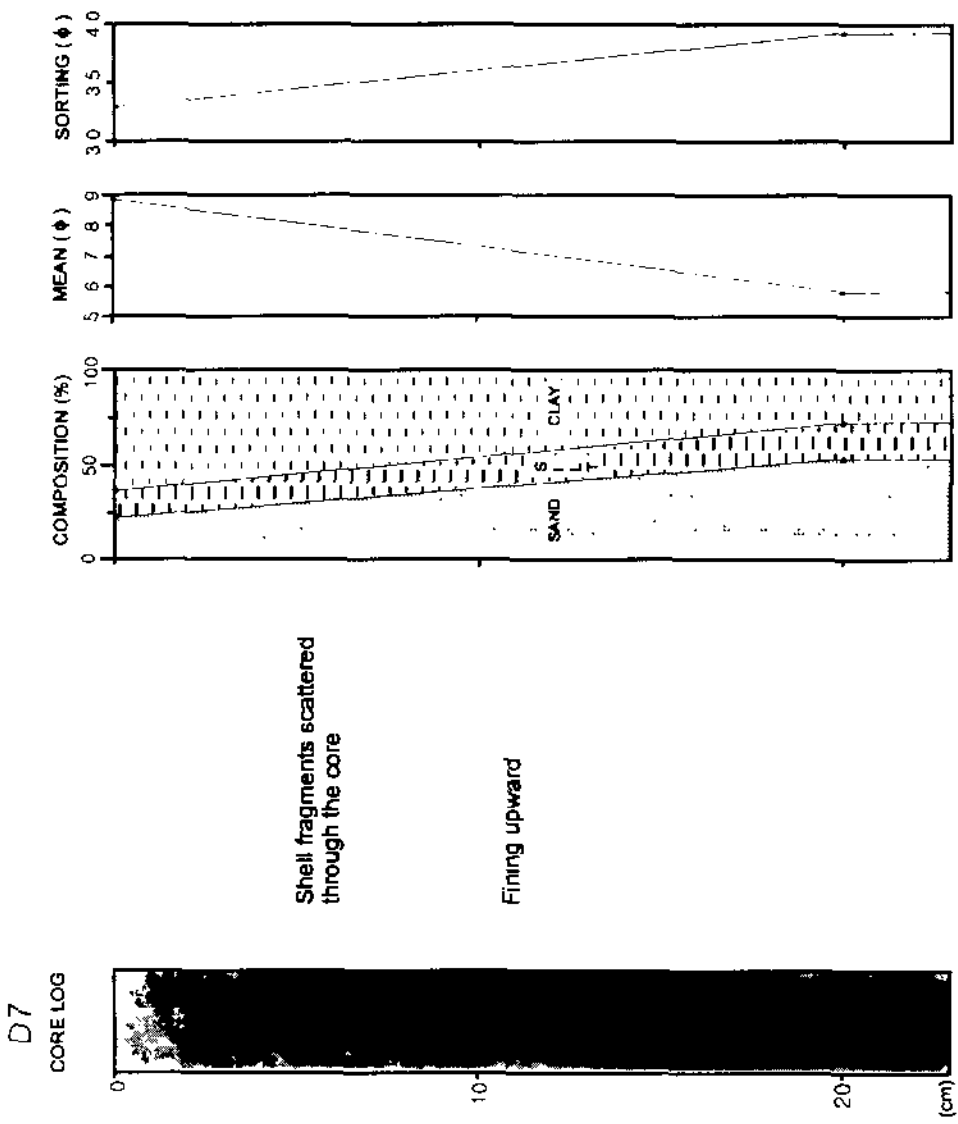 D7
CORE LOG
0
10
20
(cm)
Shell fragments scattered
through the core
Fining upward
COMPOSITION (%)
0
50
100
SAND
SILT
CLAY
MEAN (ϕ)
5
6
7
8
9
SORTING (ϕ)
3 0
3 5
4 0